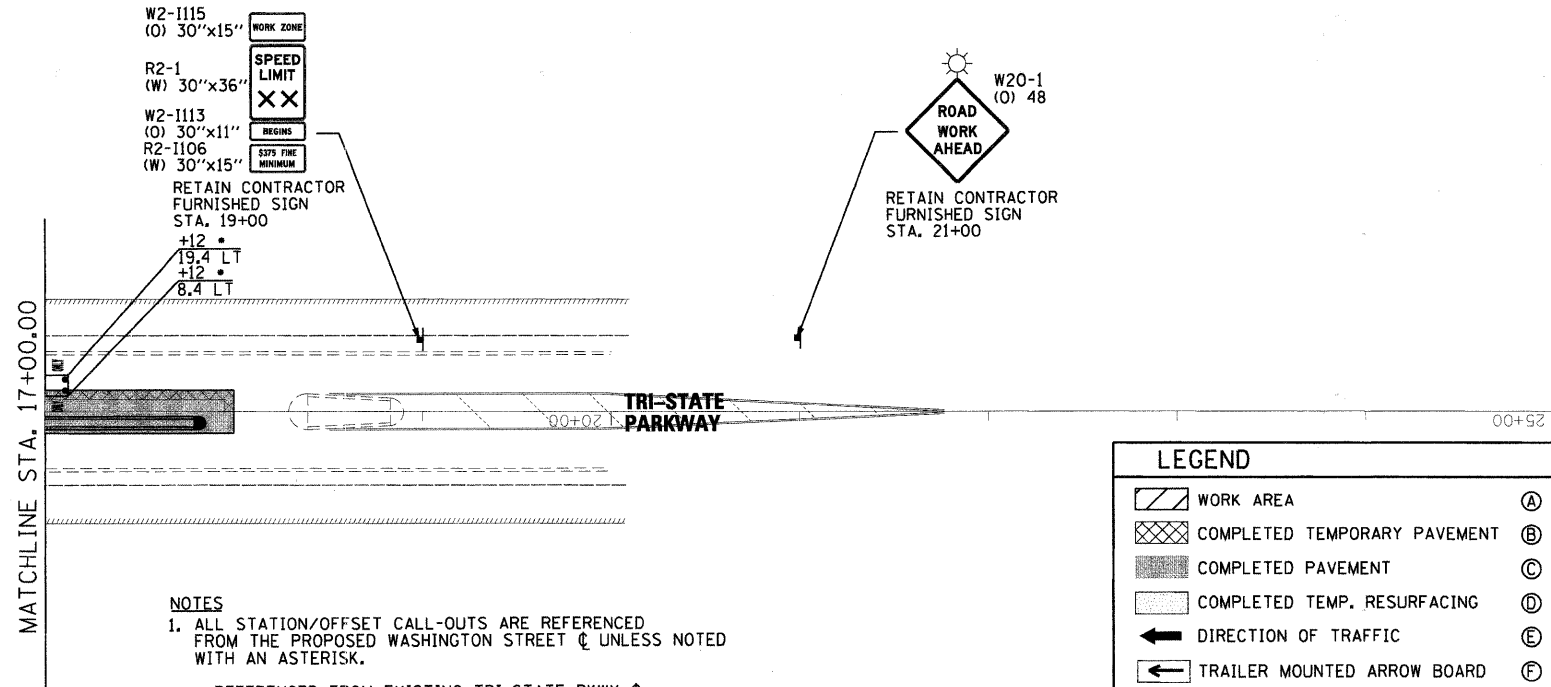 W2-I115
(O) 30"x15"
WORK ZONE
R2-1
(W) 30"x36"
SPEED
LIMIT
XX
W2-I113
(O) 30"x11"
BEGINS
R2-I106
(W) 30"x15"
$375 FINE
MINIMUM
RETAIN CONTRACTOR
FURNISHED SIGN
STA. 19+00
+12 *
19.4 LT
+12 *
8.4 LT
W20-1
(O) 48
ROAD
WORK
AHEAD
RETAIN CONTRACTOR
FURNISHED SIGN
STA. 21+00
MATCHLINE STA. 17+00.00
TRI-STATE
PARKWAY
20+00
25+00
NOTES
1. ALL STATION/OFFSET CALL-OUTS ARE REFERENCED
FROM THE PROPOSED WASHINGTON STREET ℄ UNLESS NOTED
WITH AN ASTERISK.
LEGEND
WORK AREA Ⓐ
COMPLETED TEMPORARY PAVEMENT Ⓑ
COMPLETED PAVEMENT Ⓒ
COMPLETED TEMP. RESURFACING Ⓓ
DIRECTION OF TRAFFIC Ⓔ
TRAILER MOUNTED ARROW BOARD Ⓕ